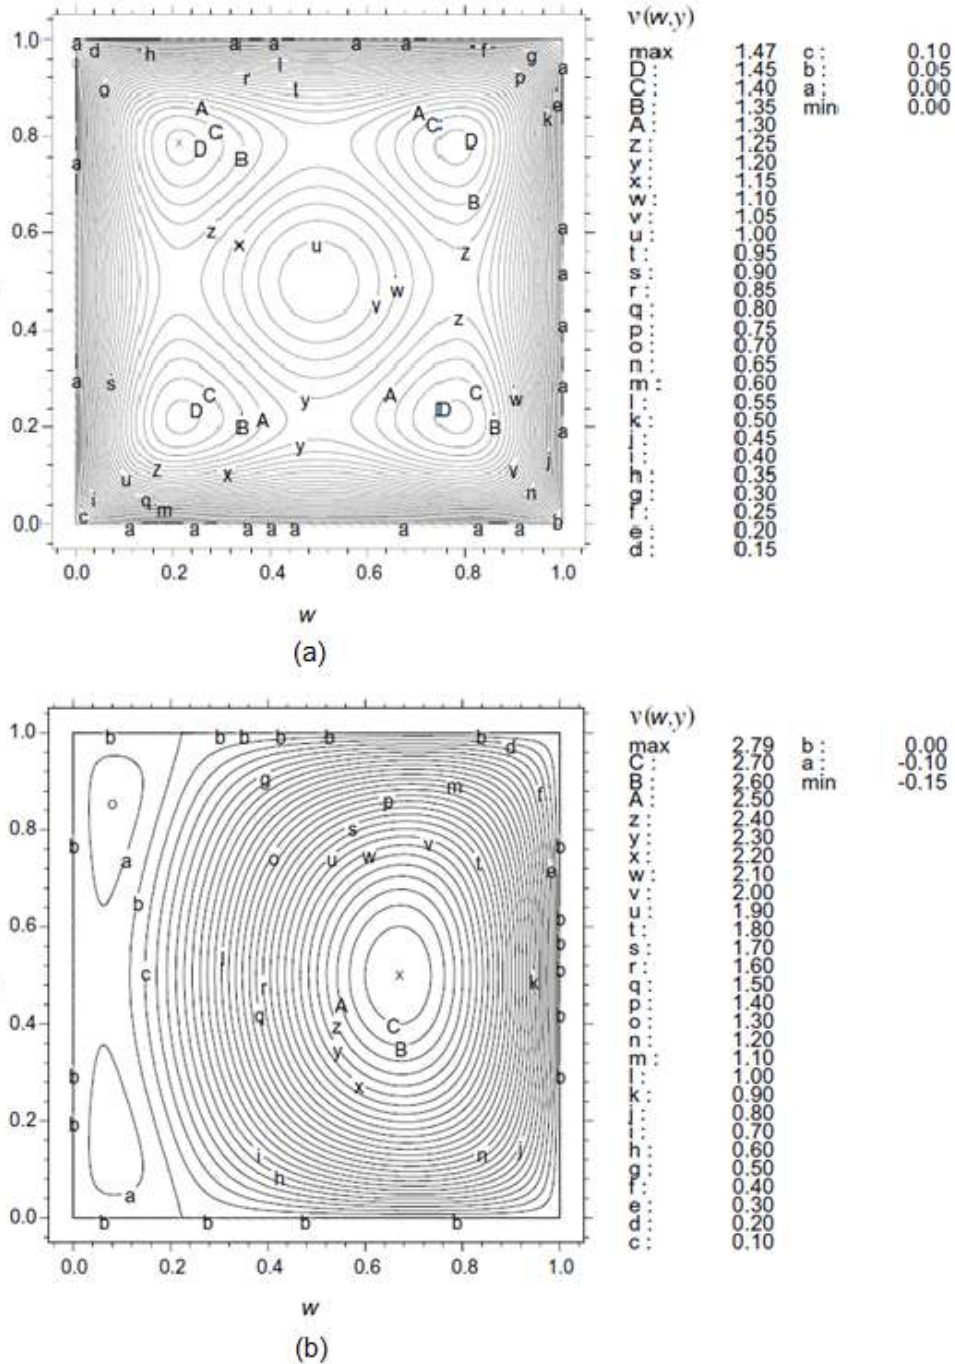 v(w,y)
max 1.47 c : 0.10
D : 1.45 b : 0.05
C : 1.40 a : 0.00
B : 1.35 min 0.00
A : 1.30
z : 1.25
y : 1.20
x : 1.15
w : 1.10
v : 1.05
u : 1.00
t : 0.95
s : 0.90
r : 0.85
q : 0.80
p : 0.75
o : 0.70
n : 0.65
m : 0.60
l : 0.55
k : 0.50
j : 0.45
i : 0.40
h : 0.35
g : 0.30
f : 0.25
e : 0.20
d : 0.15
1.0
0.8
0.6
0.4
0.2
0.0
0.0 0.2 0.4 0.6 0.8 1.0
w
(a)
v(w,y)
max 2.79 b : 0.00
C : 2.70 a : -0.10
B : 2.60 min -0.15
A : 2.50
z : 2.40
y : 2.30
x : 2.20
w : 2.10
v : 2.00
u : 1.90
t : 1.80
s : 1.70
r : 1.60
q : 1.50
p : 1.40
o : 1.30
n : 1.20
m : 1.10
l : 1.00
k : 0.90
j : 0.80
i : 0.70
h : 0.60
g : 0.50
f : 0.40
e : 0.30
d : 0.20
c : 0.10
1.0
0.8
0.6
0.4
0.2
0.0
0.0 0.2 0.4 0.6 0.8 1.0
w
(b)